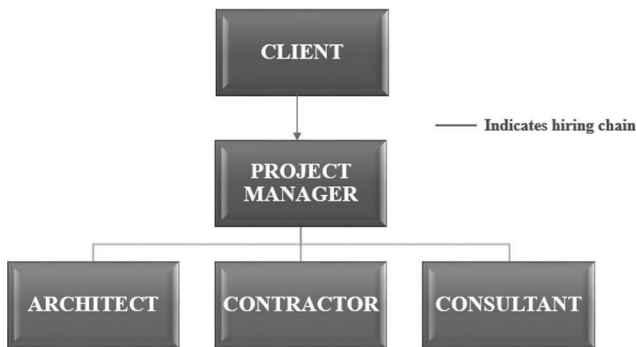 CLIENT
Indicates hiring chain
PROJECT
MANAGER
ARCHITECT
CONTRACTOR
CONSULTANT